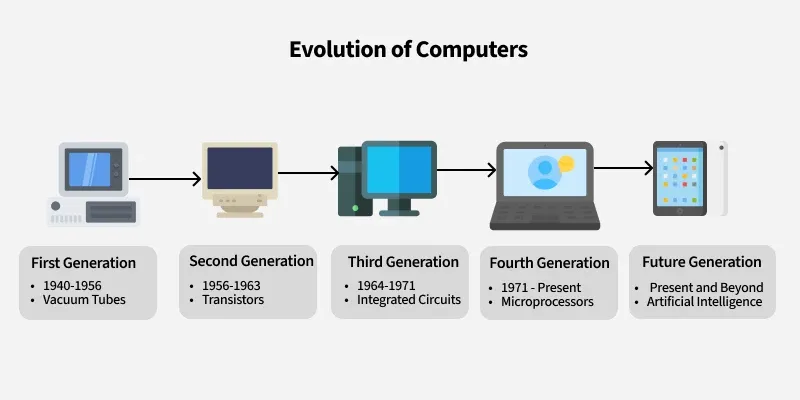 Evolution of Computers
First Generation
• 1940-1956
• Vacuum Tubes
Second Generation
• 1956-1963
• Transistors
Third Generation
• 1964-1971
• Integrated Circuits
Fourth Generation
• 1971 - Present
• Microprocessors
Future Generation
• Present and Beyond
• Artificial Intelligence